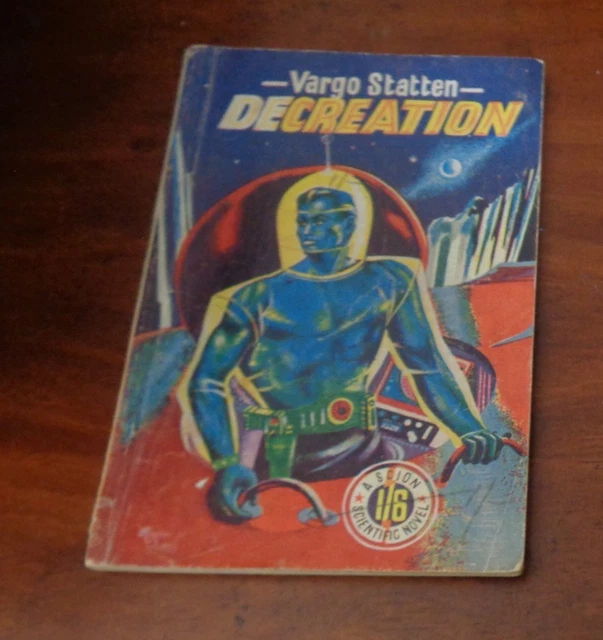 —Vargo Statten—
DECREATION
A SCION
1/6
SCIENTIFIC NOVEL